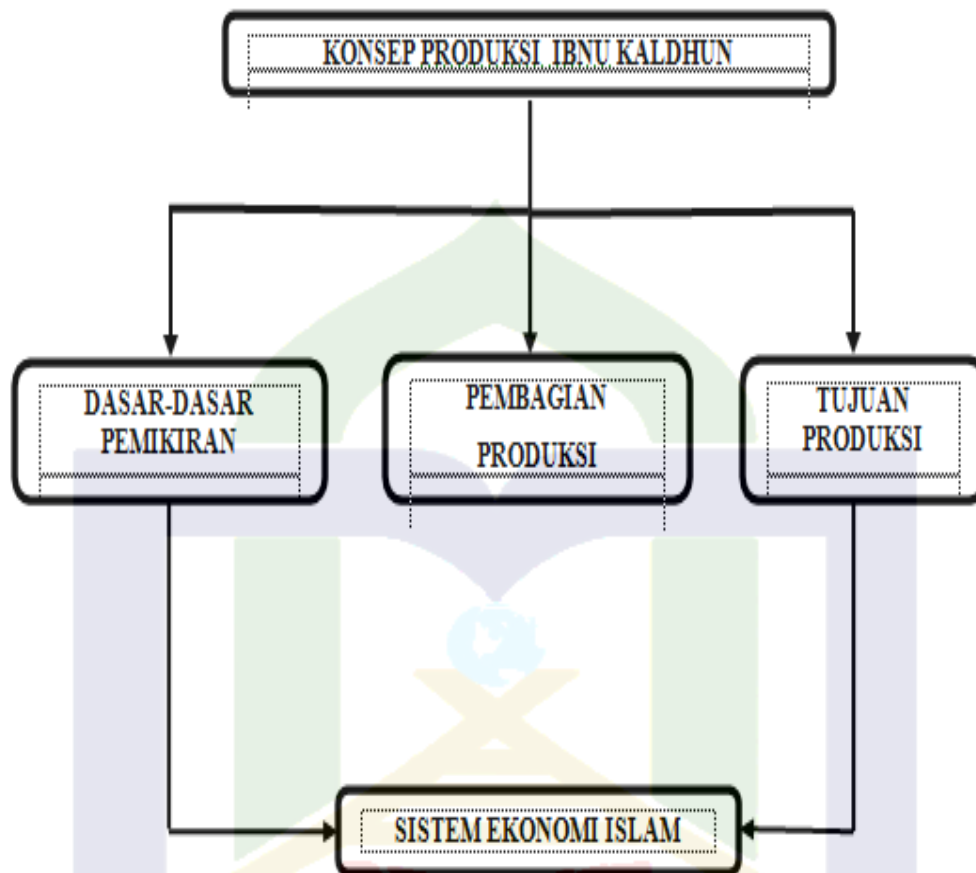 KONSEP PRODUKSI IBNU KALDHUN
DASAR-DASAR
PEMIKIRAN
PEMBAGIAN
PRODUKSI
TUJUAN
PRODUKSI
SISTEM EKONOMI ISLAM